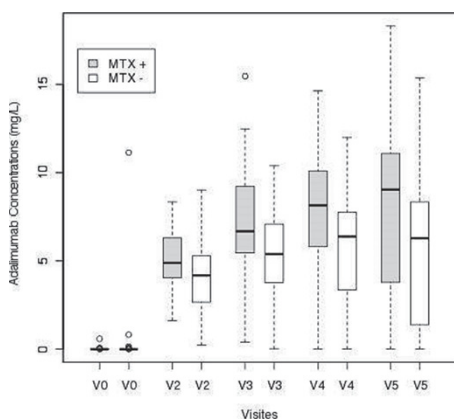 MTX +
MTX -
Adalimumab Concentrations (mg/L)
15
10
5
0
V0 V0 V2 V2 V3 V3 V4 V4 V5 V5
Visites